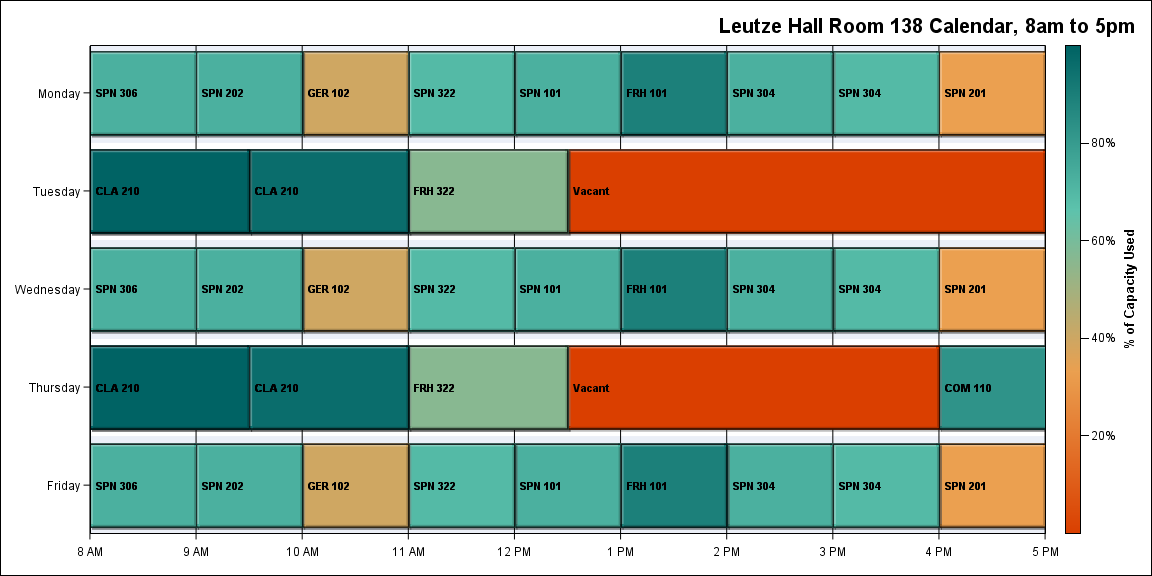 Leutze Hall Room 138 Calendar, 8am to 5pm
Monday
SPN 306
SPN 202
GER 102
SPN 322
SPN 101
FRH 101
SPN 304
SPN 304
SPN 201
Tuesday
CLA 210
CLA 210
FRH 322
Vacant
Wednesday
SPN 306
SPN 202
GER 102
SPN 322
SPN 101
FRH 101
SPN 304
SPN 304
SPN 201
Thursday
CLA 210
CLA 210
FRH 322
Vacant
COM 110
Friday
SPN 306
SPN 202
GER 102
SPN 322
SPN 101
FRH 101
SPN 304
SPN 304
SPN 201
8 AM
9 AM
10 AM
11 AM
12 PM
1 PM
2 PM
3 PM
4 PM
5 PM
80%
60%
40%
20%
% of Capacity Used